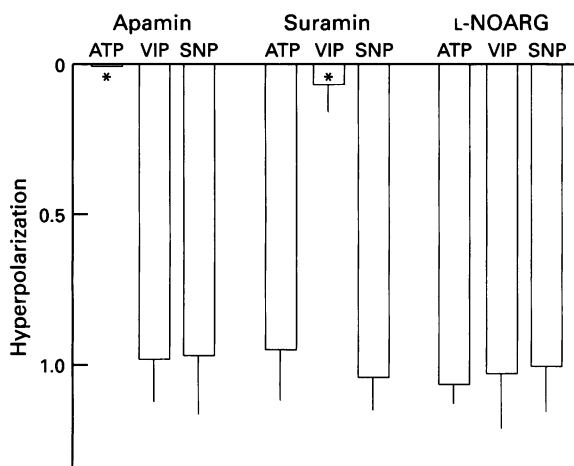 Apamin Suramin L-NOARG
ATP VIP SNP ATP VIP SNP ATP VIP SNP
0
* *
0.5
1.0
Hyperpolarization